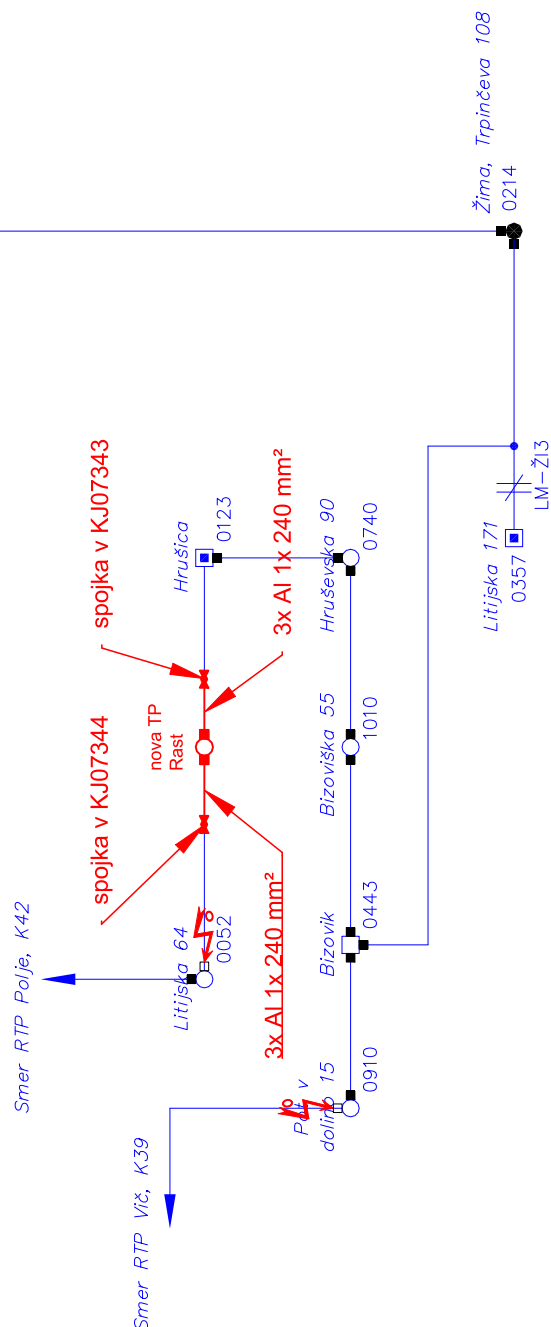 Smer RTP Polje, K42
Smer RTP Vič, K39
spojka v KJ07344
spojka v KJ07343
nova TP
Rast
Litijska 64
0052
Hrušica
0123
3x Al 1x 240 mm²
3x Al 1x 240 mm²
Pot v
dolino 15
0910
Bizovik
0443
Bizoviška 55
1010
Hruševska 90
0740
Litijska 171
0357
LM-ŽI3
Žima, Trpinčeva 108
0214